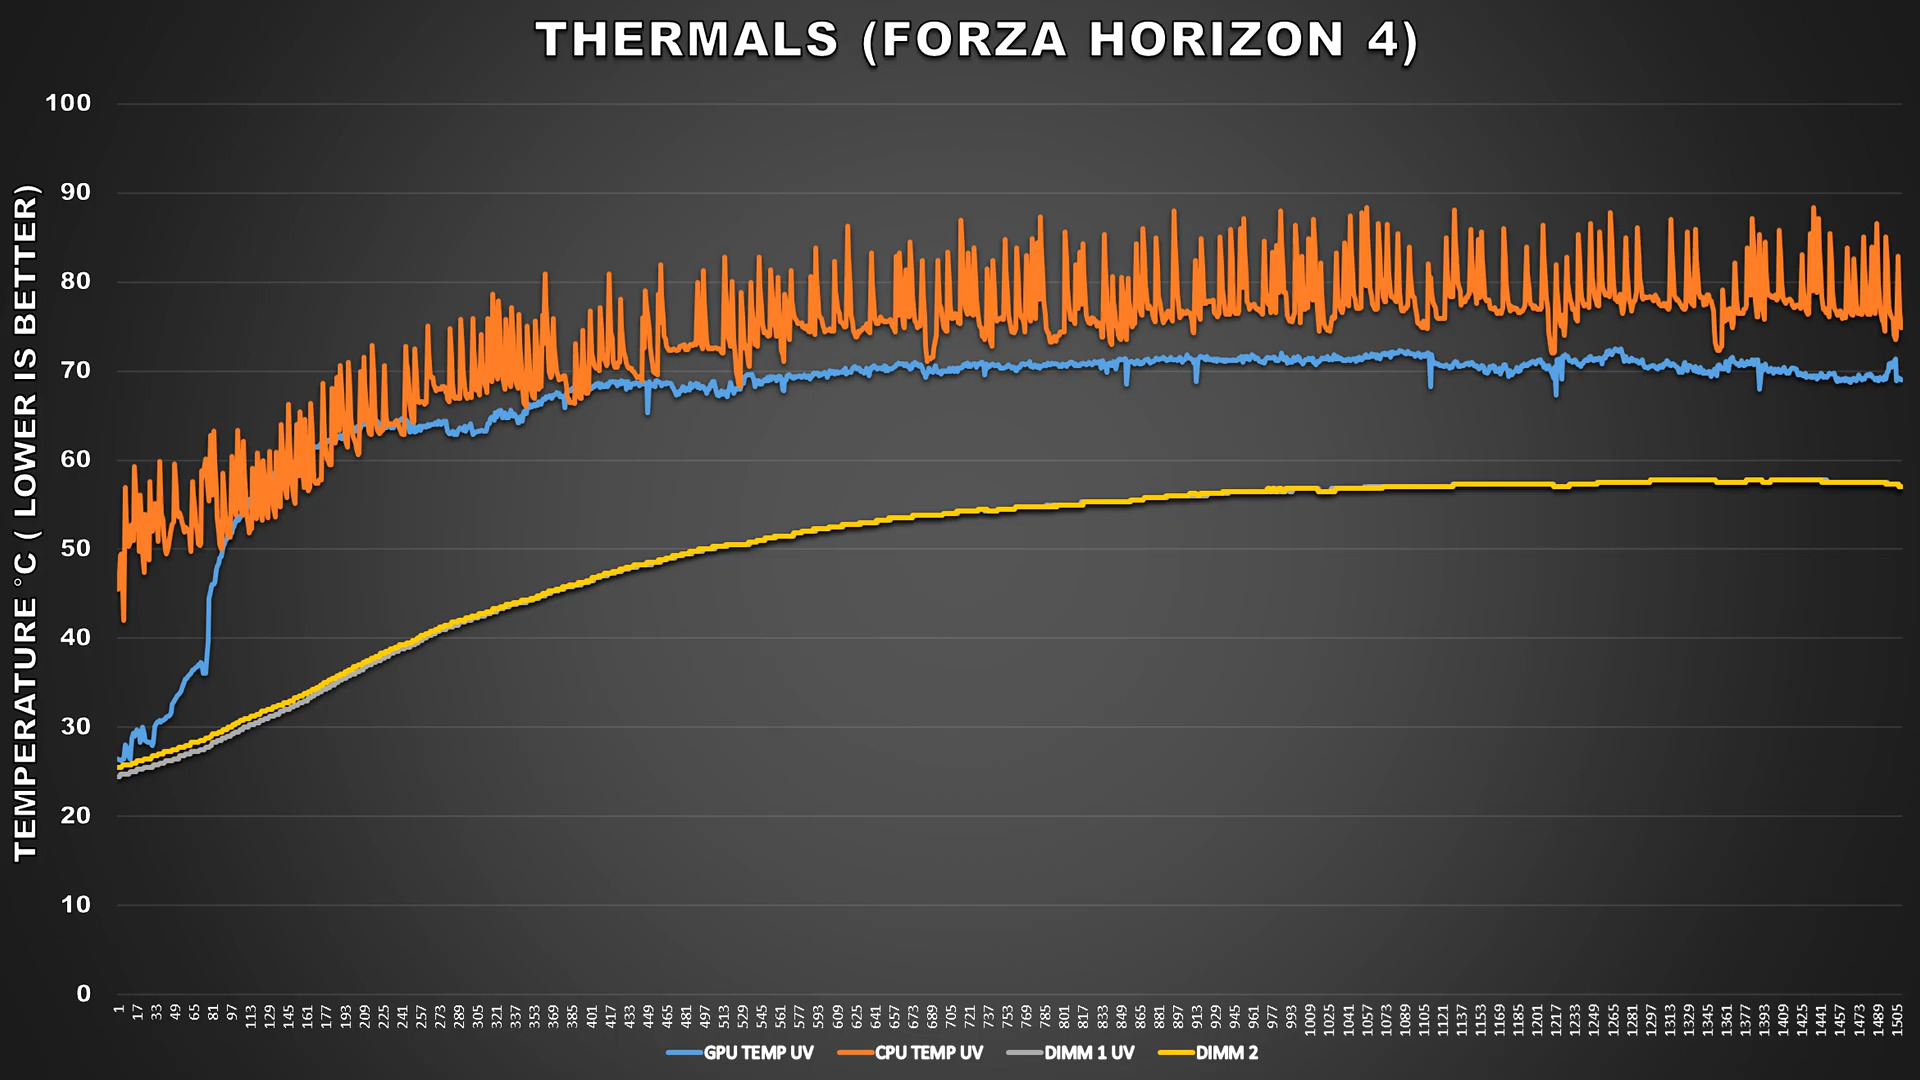 THERMALS (FORZA HORIZON 4)
TEMPERATURE °C ( LOWER IS BETTER)
100
90
80
70
60
50
40
30
20
10
0
1 17 33 49 65 81 97 113 129 145 161 177 193 209 225 241 257 273 289 305 321 337 353 369 385 401 417 433 449 465 481 497 513 529 545 561 577 593 609 625 641 657 673 689 705 721 737 753 769 785 801 817 833 849 865 881 897 913 929 945 961 977 993 1009 1025 1041 1057 1073 1089 1105 1121 1137 1153 1169 1185 1201 1217 1233 1249 1265 1281 1297 1313 1329 1345 1361 1377 1393 1409 1425 1441 1457 1473 1489 1505
GPU TEMP UV CPU TEMP UV DIMM 1 UV DIMM 2